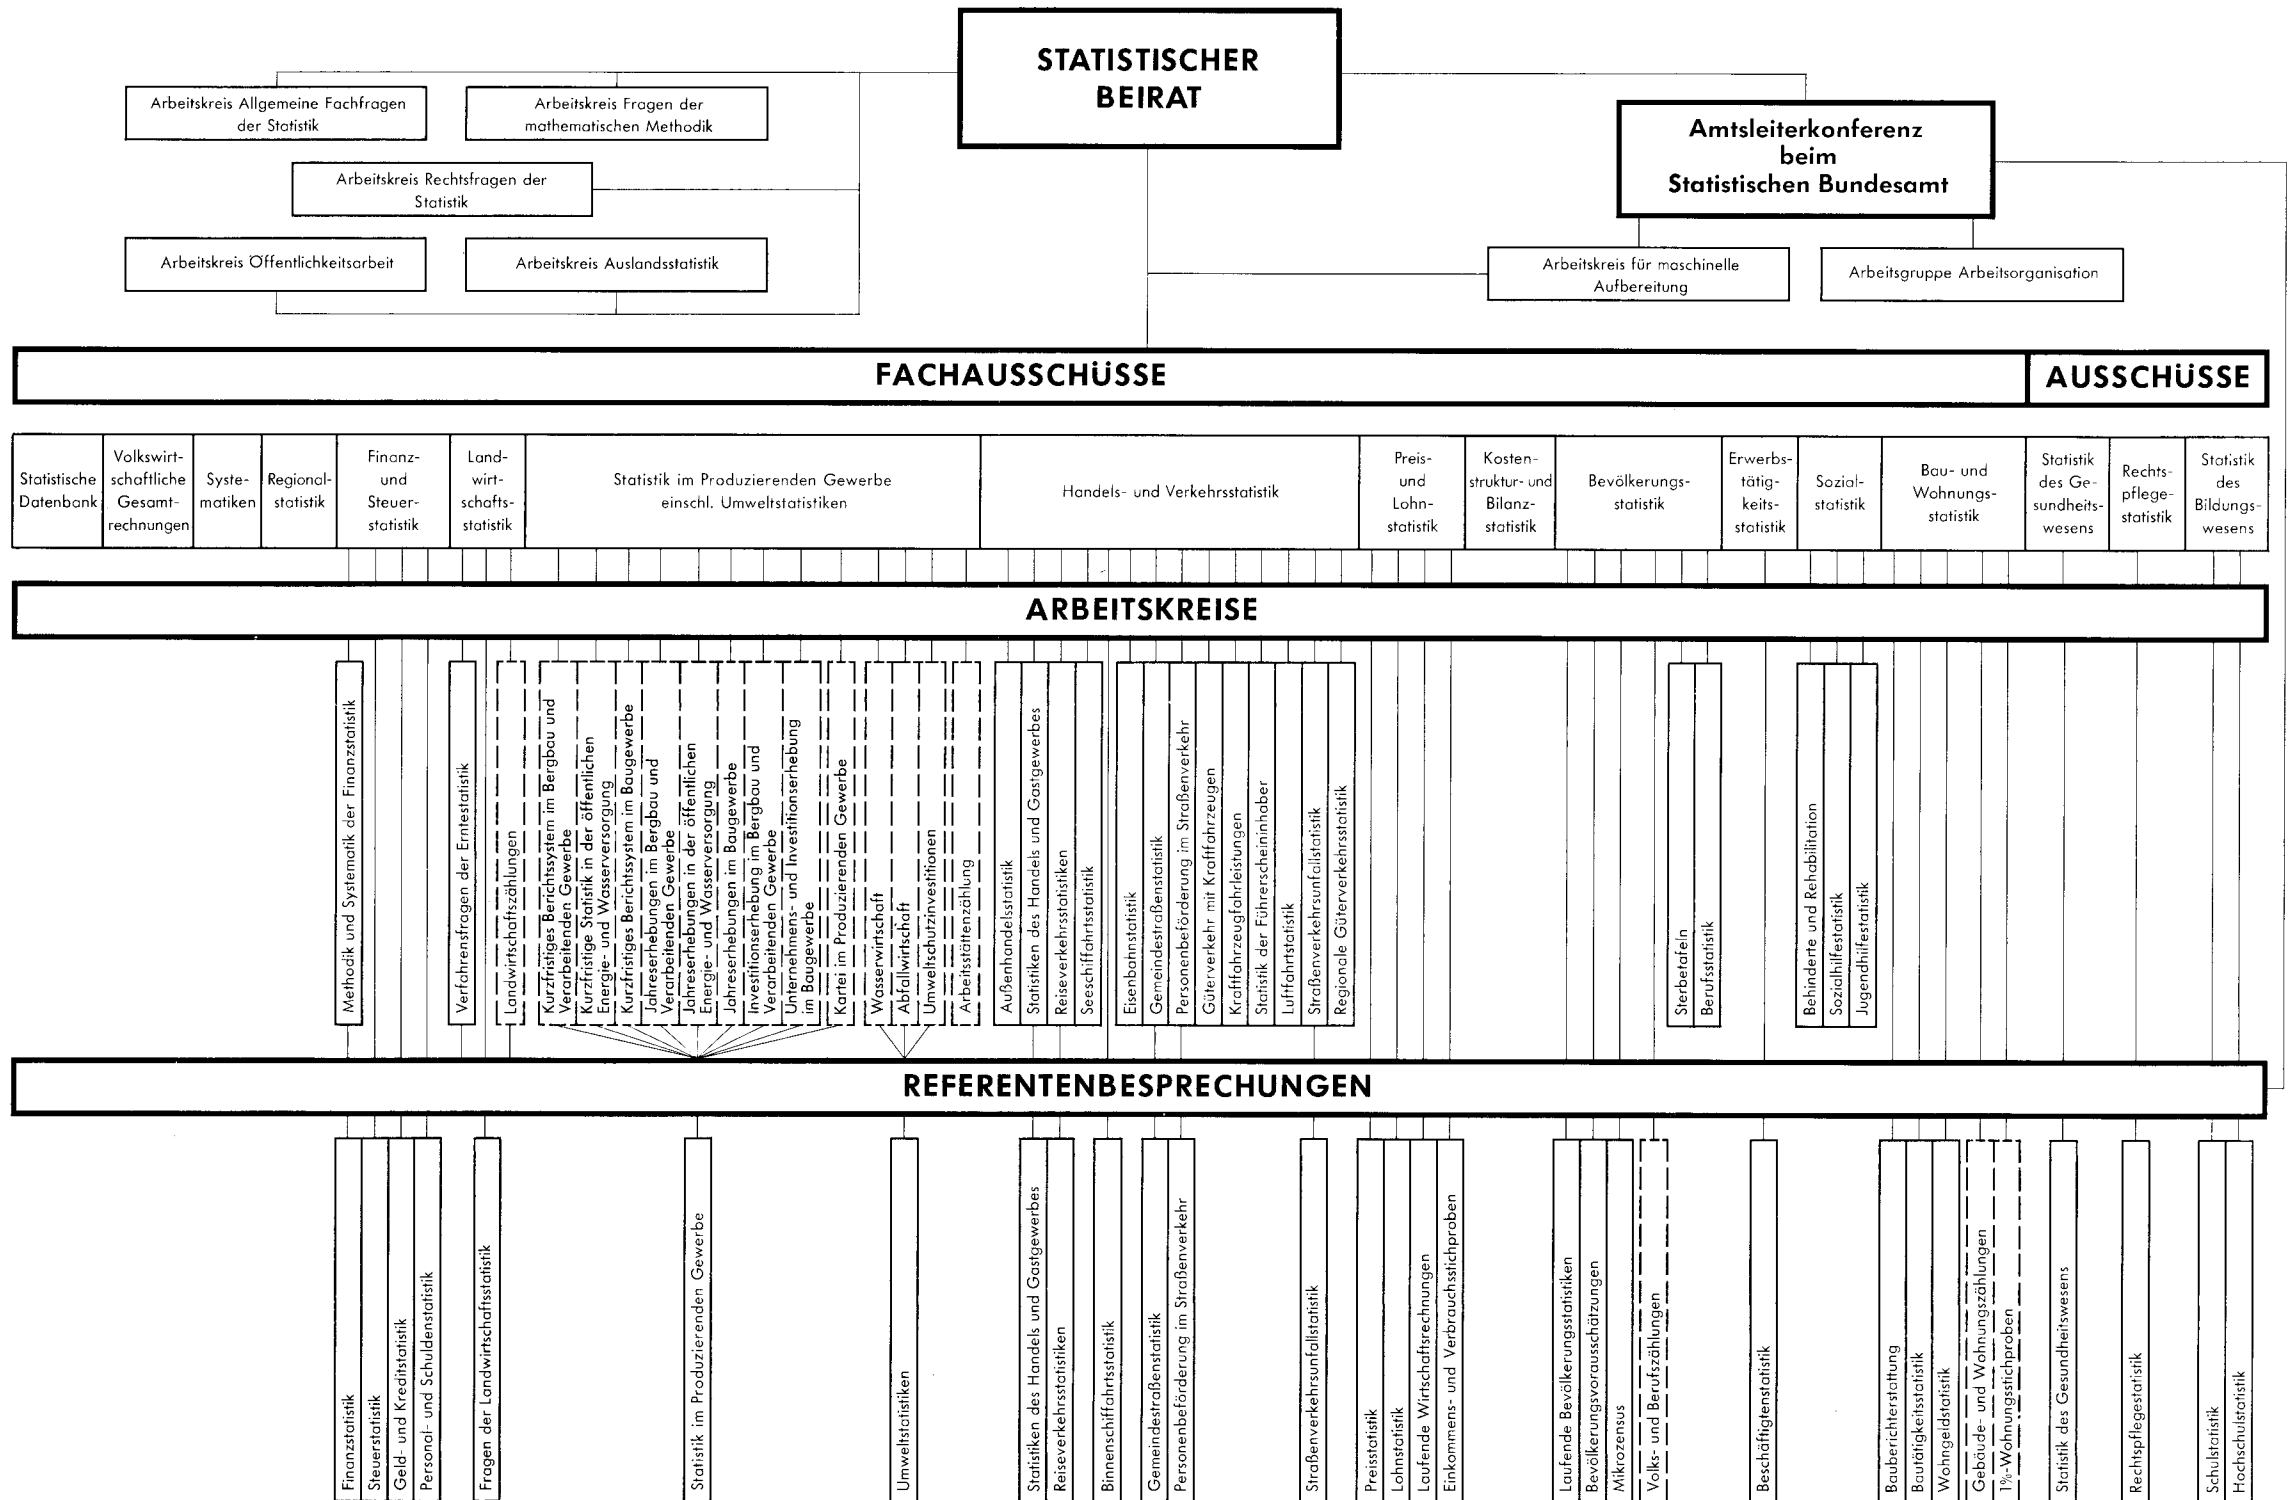 STATISTISCHER
BEIRAT
Arbeitskreis Allgemeine Fachfragen
der Statistik
Arbeitskreis Fragen der
mathematischen Methodik
Arbeitskreis Rechtsfragen der
Statistik
Arbeitskreis Öffentlichkeitsarbeit
Arbeitskreis Auslandsstatistik
Amtsleiterkonferenz
beim
Statistischen Bundesamt
Arbeitskreis für maschinelle
Aufbereitung
Arbeitsgruppe Arbeitsorganisation
FACHAUSSCHÜSSE
AUSSCHÜSSE
Statistische
Datenbank
Volkswirt-
schaftliche
Gesamt-
rechnungen
Syste-
matiken
Regional-
statistik
Finanz-
und
Steuer-
statistik
Land-
wirt-
schafts-
statistik
Statistik im Produzierenden Gewerbe
einschl. Umweltstatistiken
Handels- und Verkehrsstatistik
Preis-
und
Lohn-
statistik
Kosten-
struktur- und
Bilanz-
statistik
Bevölkerungs-
statistik
Erwerbs-
tätig-
keits-
statistik
Sozial-
statistik
Bau- und
Wohnungs-
statistik
Statistik
des Ge-
sundheits-
wesens
Rechts-
pflege-
statistik
Statistik
des
Bildungs-
wesens
ARBEITSKREISE
Methodik und Systematik der Finanzstatistik
Verfahrensfragen der Erntestatistik
Landwirtschaftszählungen
Kurzfristiges Berichtssystem im Bergbau und
Verarbeitenden Gewerbe
Kurzfristige Statistik in der öffentlichen
Energie- und Wasserversorgung
Kurzfristiges Berichtssystem im Baugewerbe
Jahreserhebungen im Bergbau und
Verarbeitenden Gewerbe
Jahreserhebungen in der öffentlichen
Energie- und Wasserversorgung
Jahreserhebungen im Baugewerbe
Investitionserhebung im Bergbau und
Verarbeitenden Gewerbe
Unternehmens- und Investitionserhebung
im Baugewerbe
Kartei im Produzierenden Gewerbe
Wasserwirtschaft
Abfallwirtschaft
Umweltschutzinvestitionen
Arbeitsstättenzählung
Außenhandelsstatistik
Statistiken des Handels und Gastgewerbes
Reiseverkehrsstatistiken
Seeschiffahrtsstatistik
Eisenbahnstatistik
Gemeindestraßenstatistik
Personenbeförderung im Straßenverkehr
Güterverkehr mit Kraftfahrzeugen
Kraftfahrzeugfahrleistungen
Statistik der Führerscheininhaber
Luftfahrtstatistik
Straßenverkehrsunfallstatistik
Regionale Güterverkehrsstatistik
Sterbetafeln
Berufsstatistik
Behinderte und Rehabilitation
Sozialhilfestatistik
Jugendhilfestatistik
REFERENTENBESPRECHUNGEN
Finanzstatistik
Steuerstatistik
Geld- und Kreditstatistik
Personal- und Schuldenstatistik
Fragen der Landwirtschaftsstatistik
Statistik im Produzierenden Gewerbe
Umweltstatistiken
Statistiken des Handels und Gastgewerbes
Reiseverkehrsstatistiken
Binnenschiffahrtsstatistik
Gemeindestraßenstatistik
Personenbeförderung im Straßenverkehr
Straßenverkehrsunfallstatistik
Preisstatistik
Lohnstatistik
Laufende Wirtschaftsrechnungen
Einkommens- und Verbrauchsstichproben
Laufende Bevölkerungsstatistiken
Bevölkerungsvorausschätzungen
Mikrozensus
Volks- und Berufszählungen
Beschäftigtenstatistik
Bauberichterstattung
Bautätigkeitsstatistik
Wohngeldstatistik
Gebäude- und Wohnungszählungen
1%-Wohnungsstichproben
Statistik des Gesundheitswesens
Rechtspflegestatistik
Schulstatistik
Hochschulstatistik